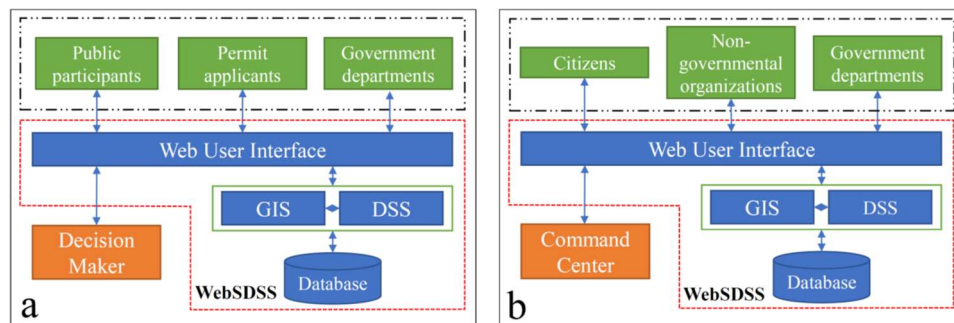 Public
participants
Permit
applicants
Government
departments
Web User Interface
GIS
DSS
Decision
Maker
Database
WebSDSS
a
Citizens
Non-
governmental
organizations
Government
departments
Web User Interface
GIS
DSS
Command
Center
Database
WebSDSS
b